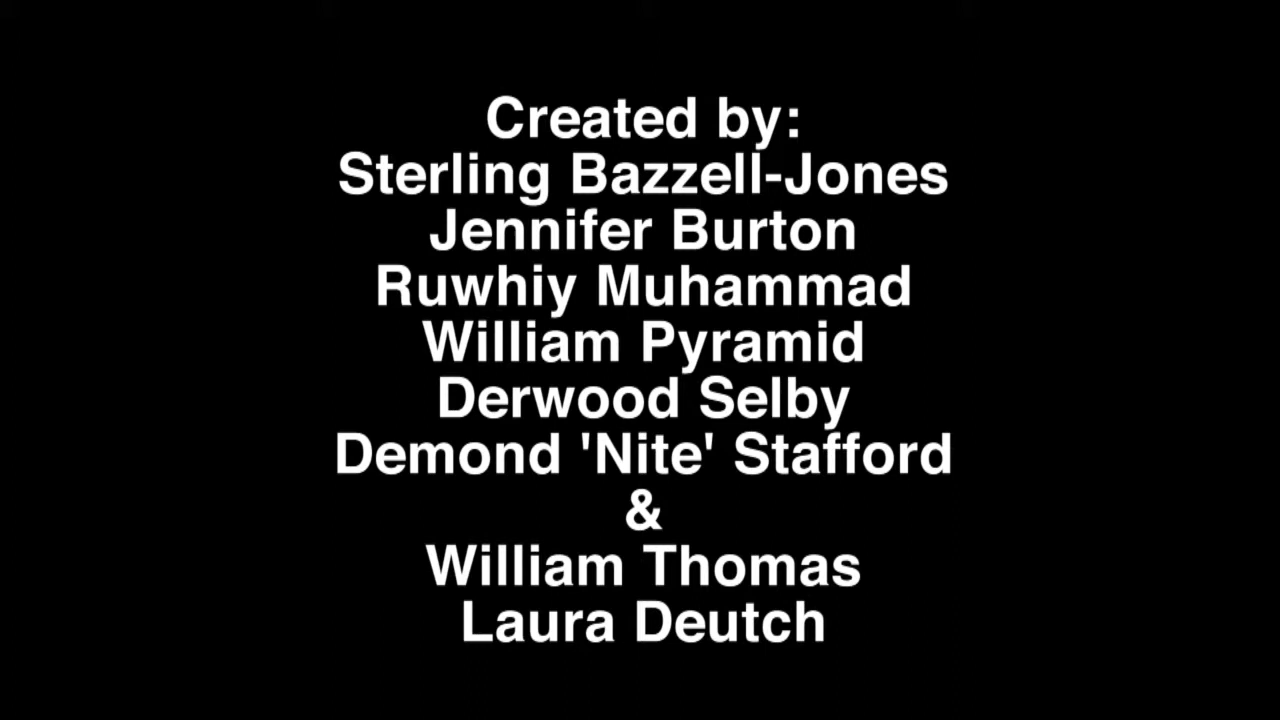 Created by:
Sterling Bazzell-Jones
Jennifer Burton
Ruwhiy Muhammad
William Pyramid
Derwood Selby
Demond 'Nite' Stafford
&
William Thomas
Laura Deutch